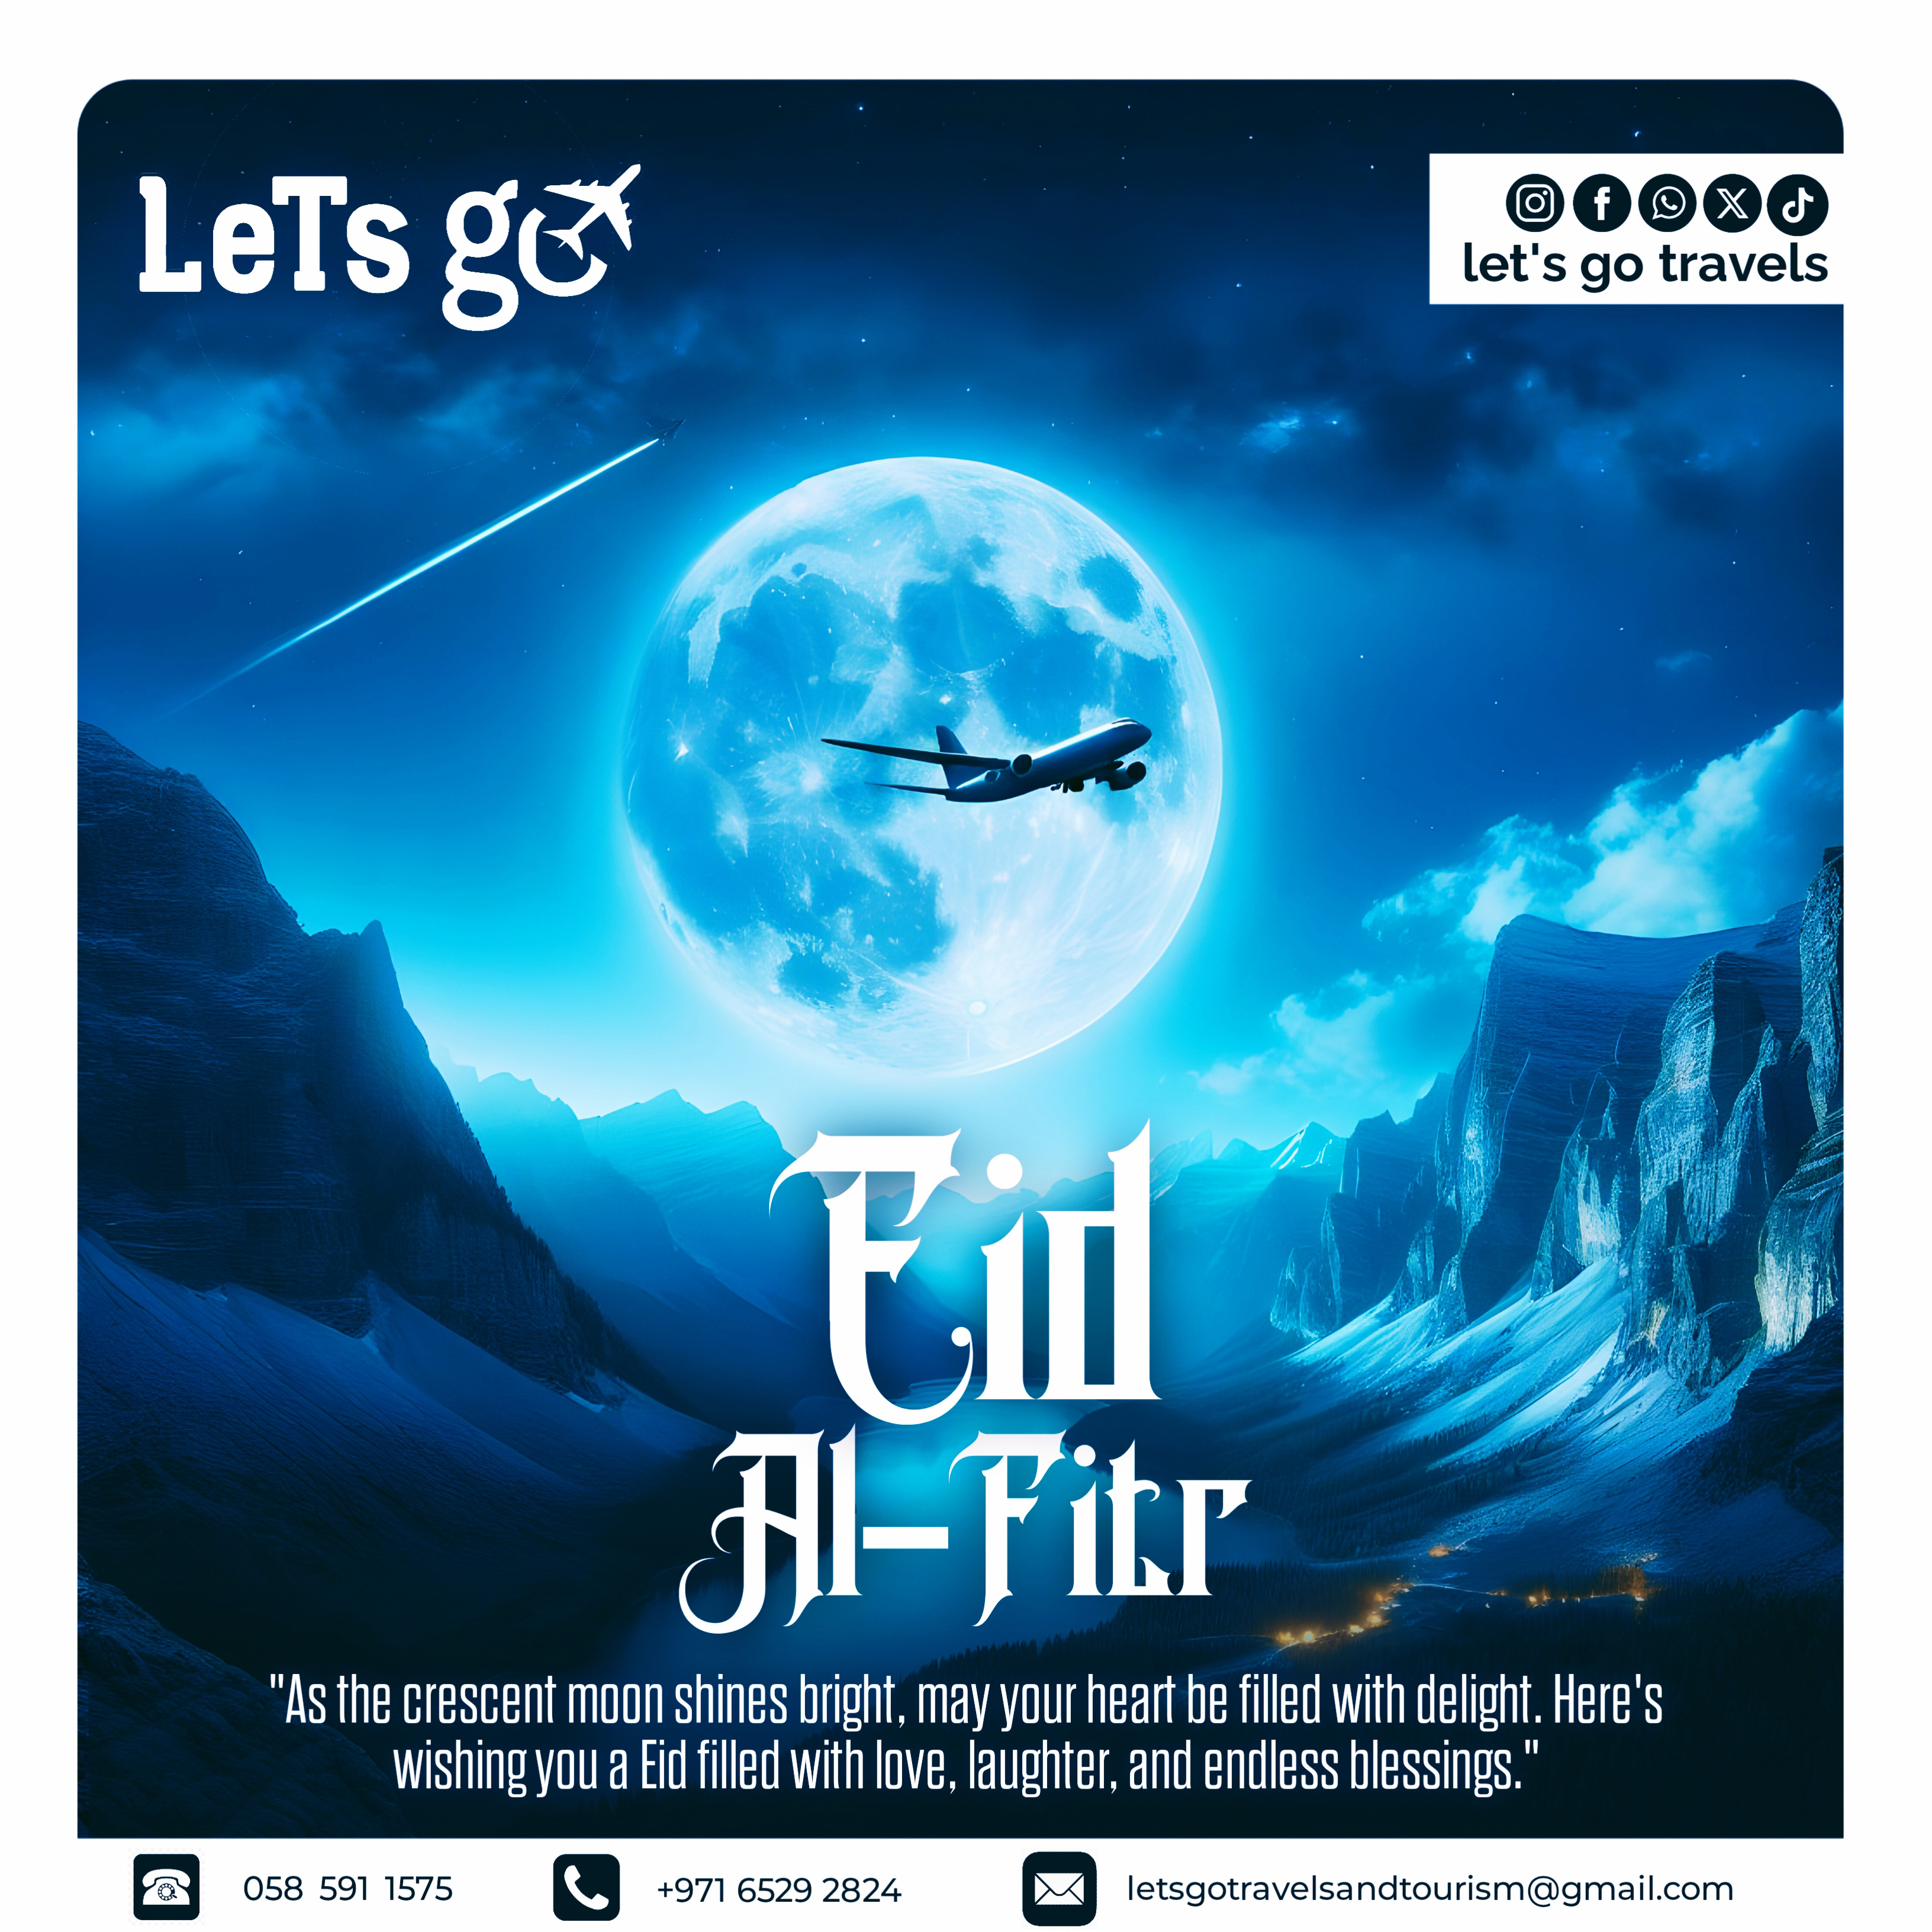 LeTs go
let's go travels
Eid
Al-Fitr
"As the crescent moon shines bright, may your heart be filled with delight. Here's
wishing you a Eid filled with love, laughter, and endless blessings."
058 591 1575
+971 6529 2824
letsgotravelsandtourism@gmail.com